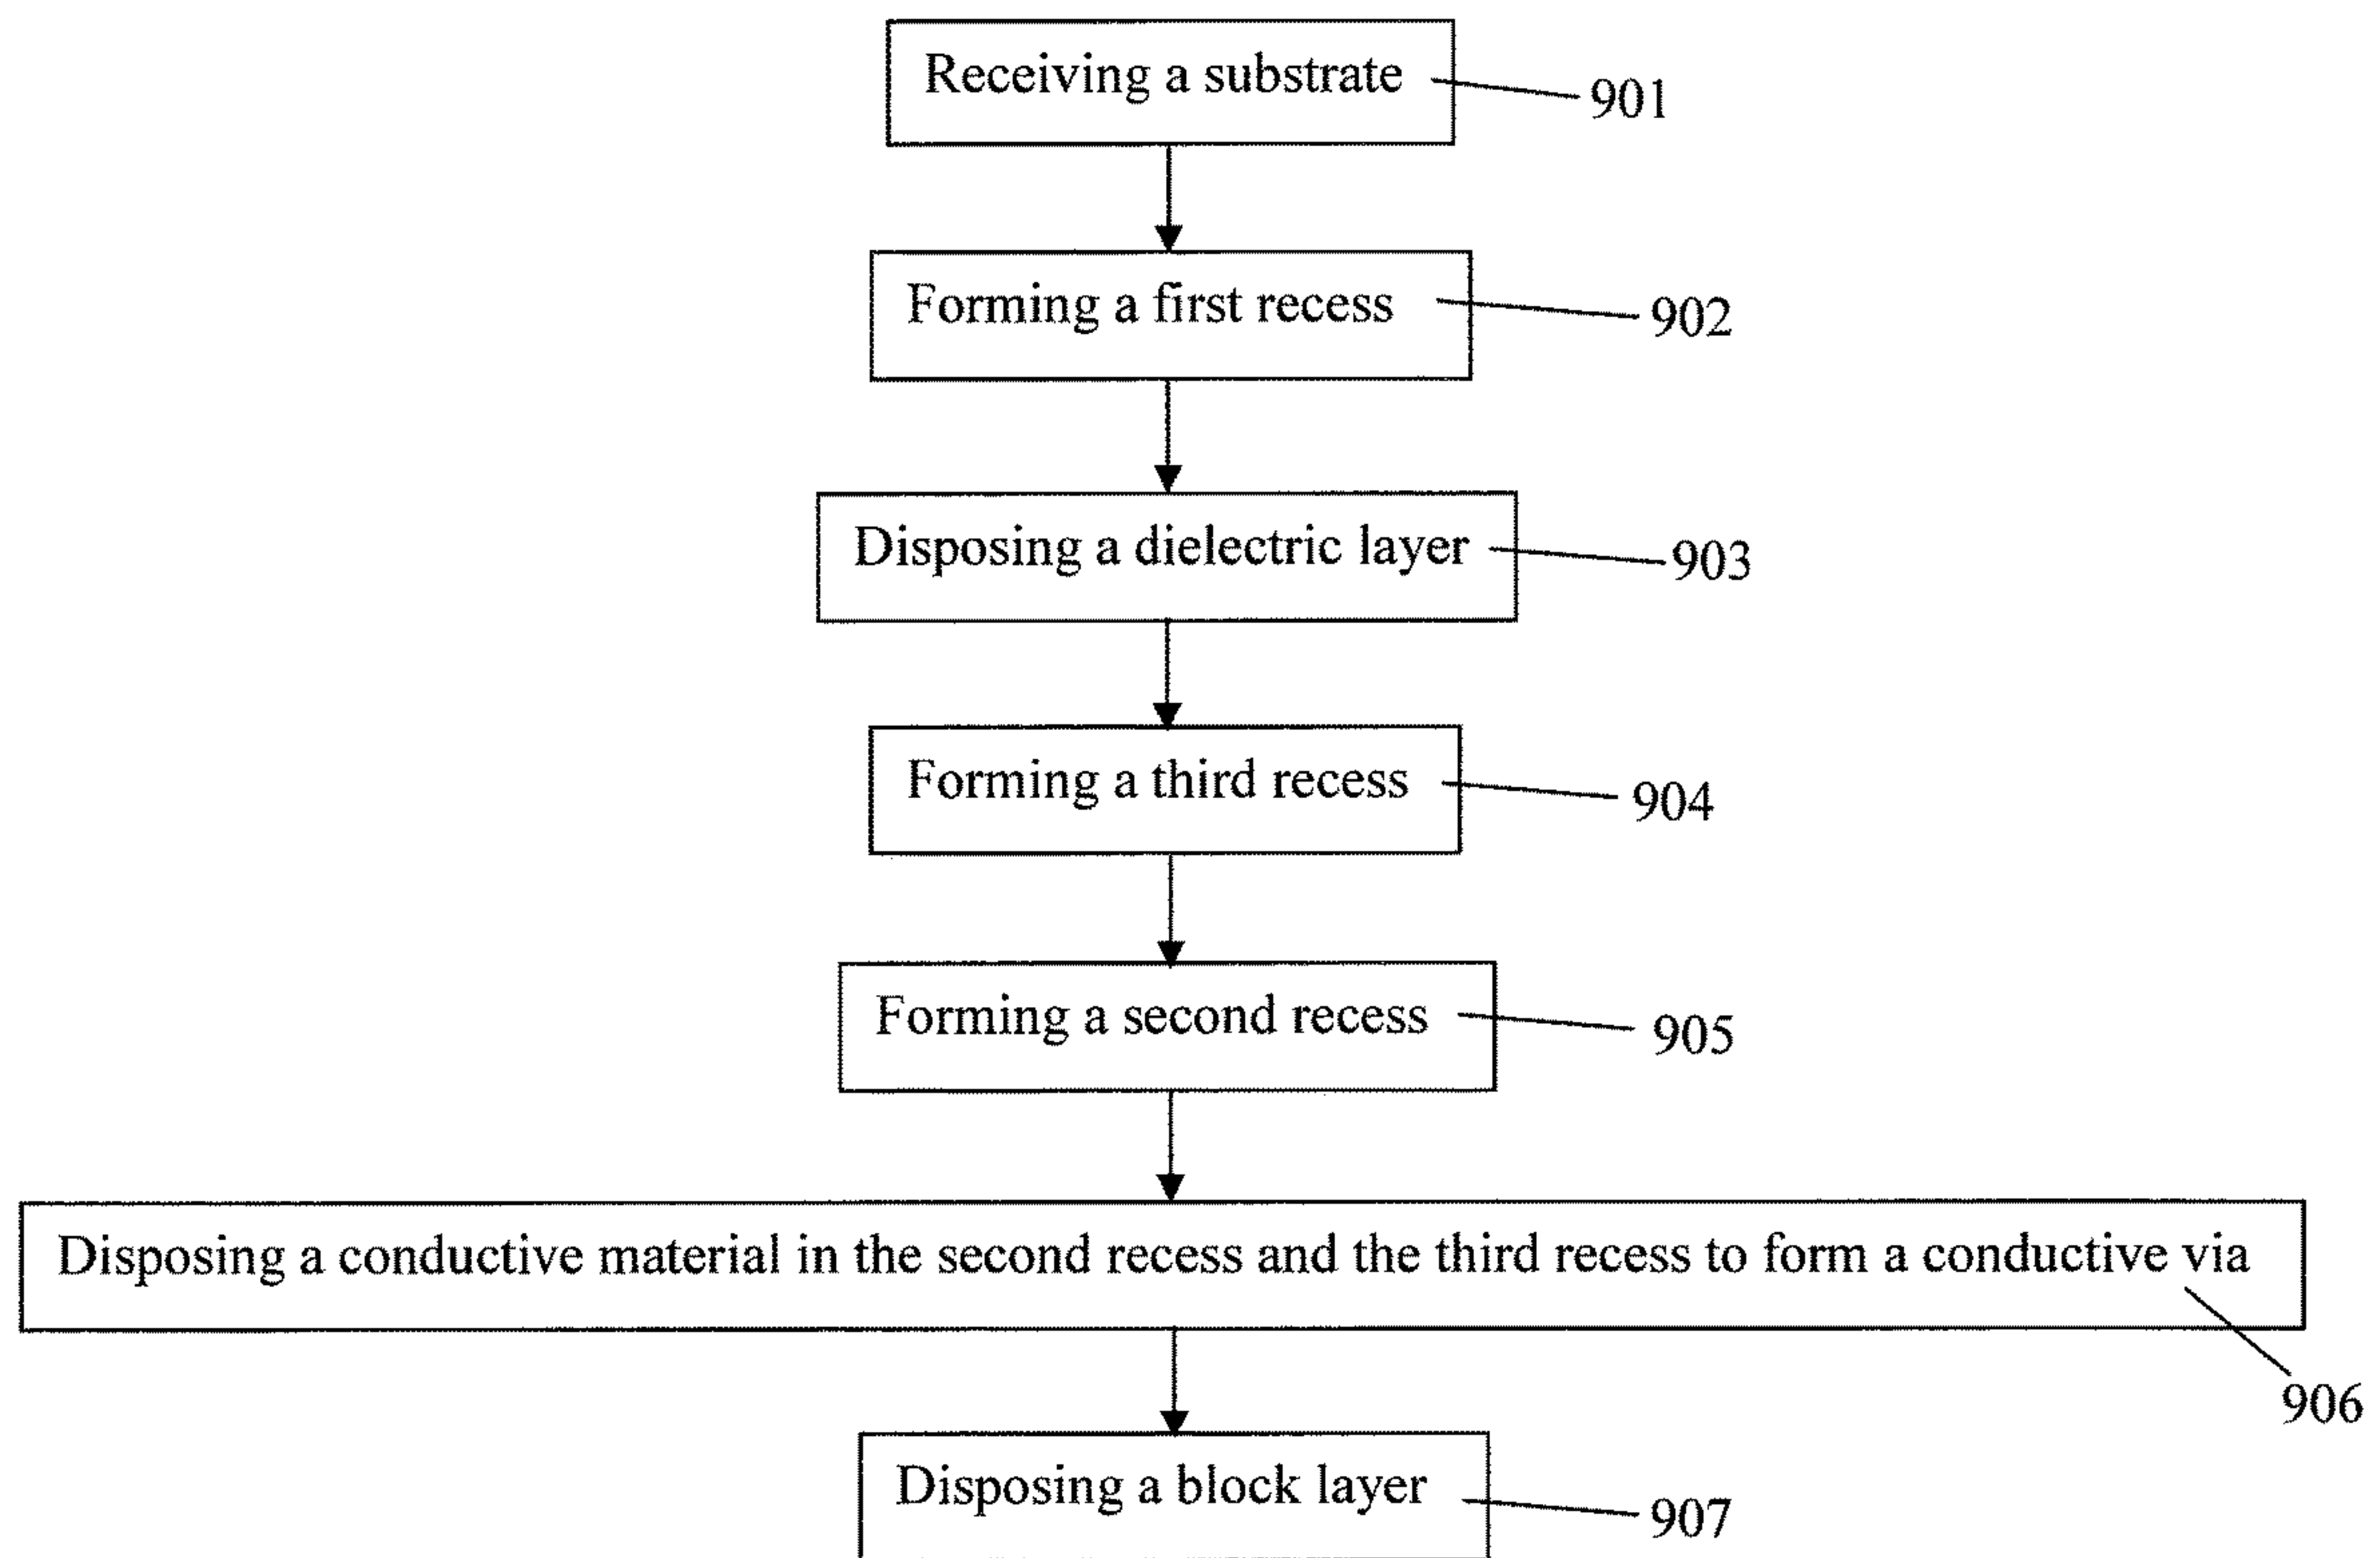 Receiving a substrate
901
Forming a first recess
902
Disposing a dielectric layer
903
Forming a third recess
904
Forming a second recess
905
Disposing a conductive material in the second recess and the third recess to form a conductive via
906
Disposing a block layer
907